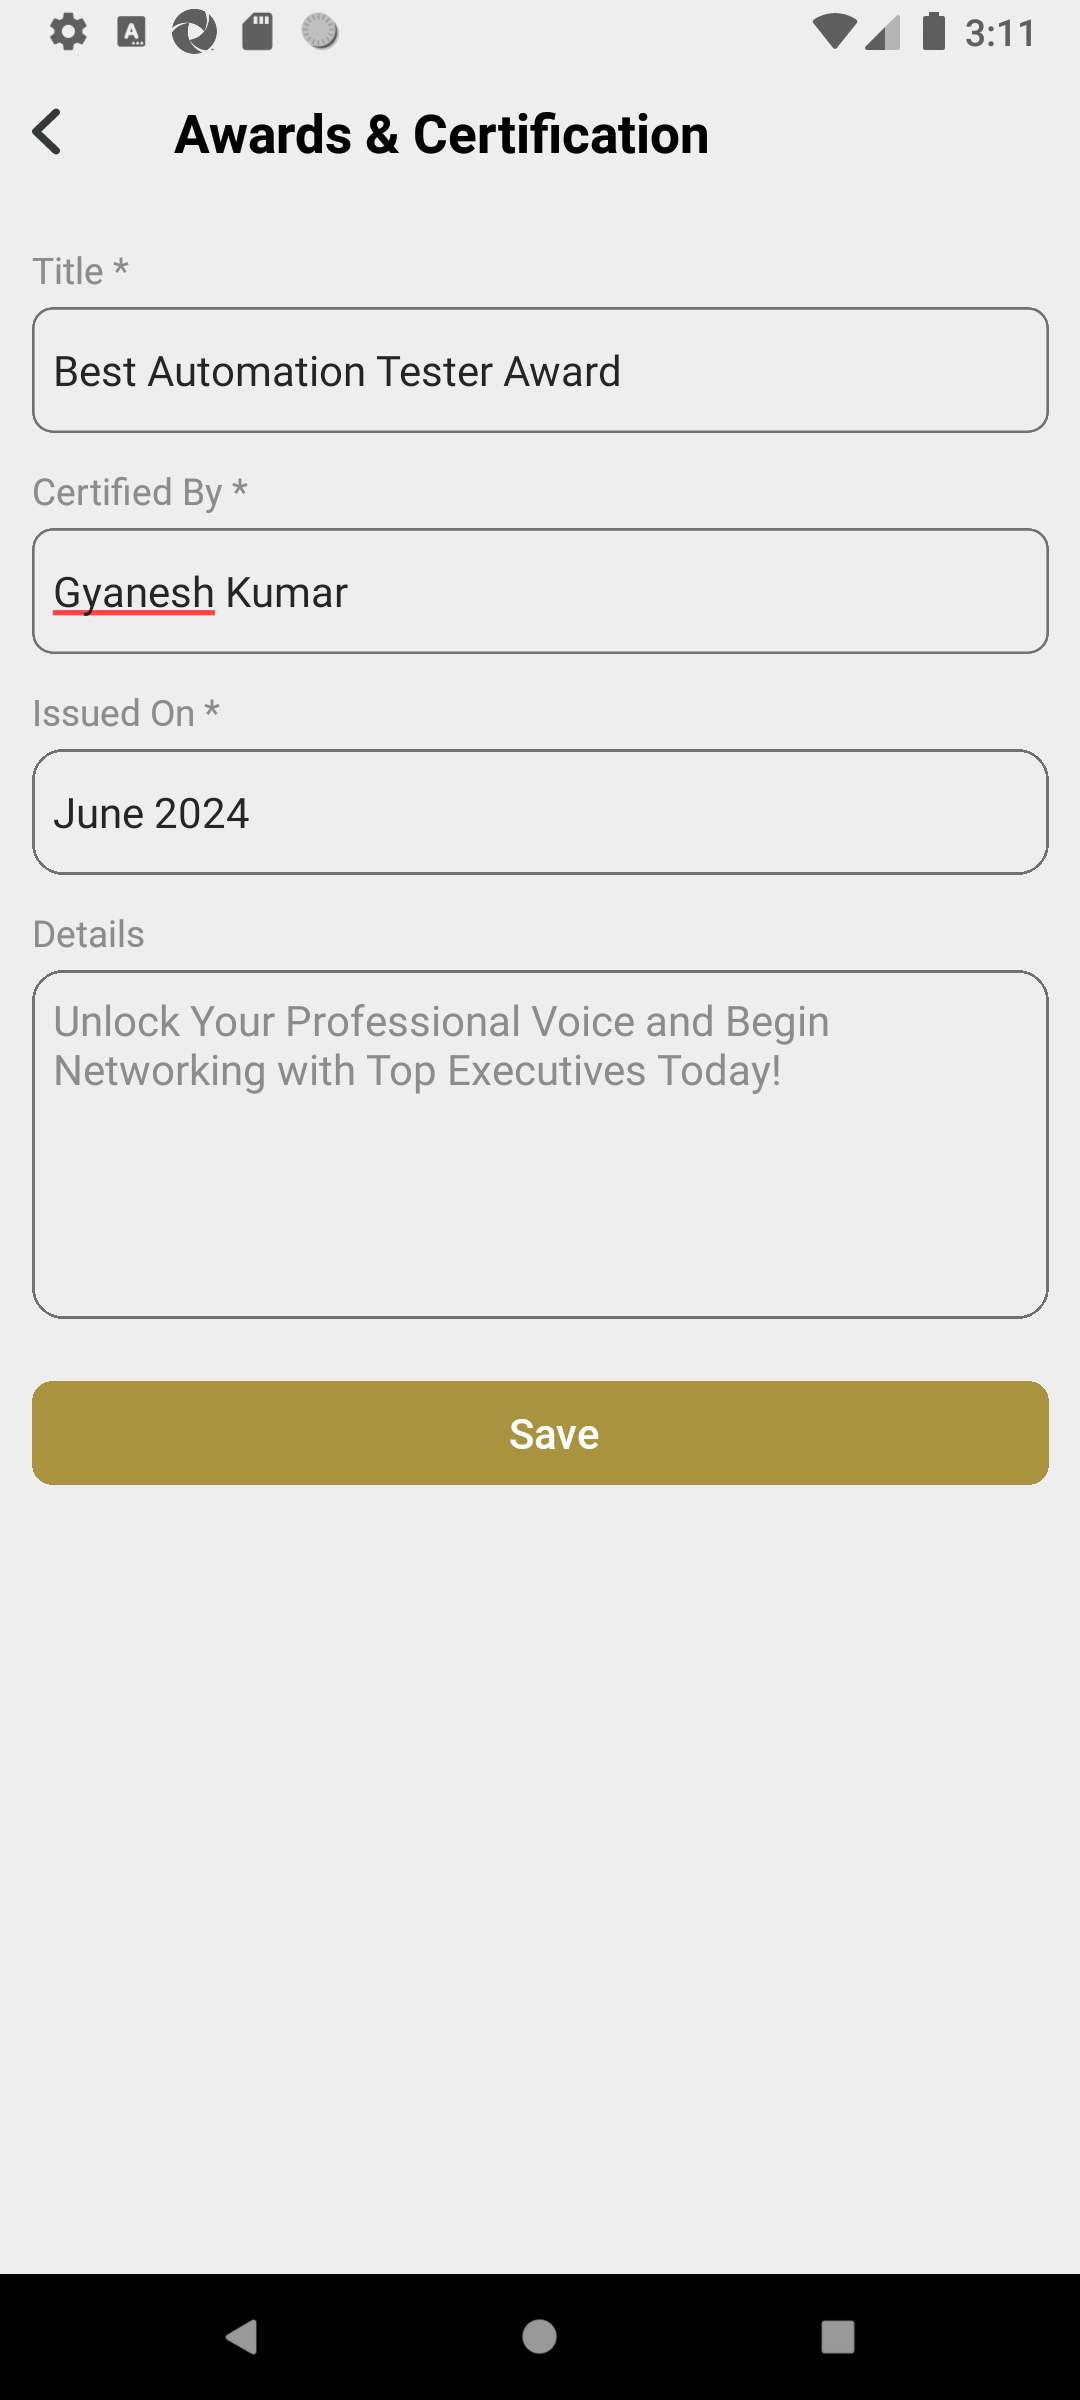 3:11
Awards & Certification
Title *
Best Automation Tester Award
Certified By *
Gyanesh Kumar
Issued On *
June 2024
Details
Unlock Your Professional Voice and Begin
Networking with Top Executives Today!
Save